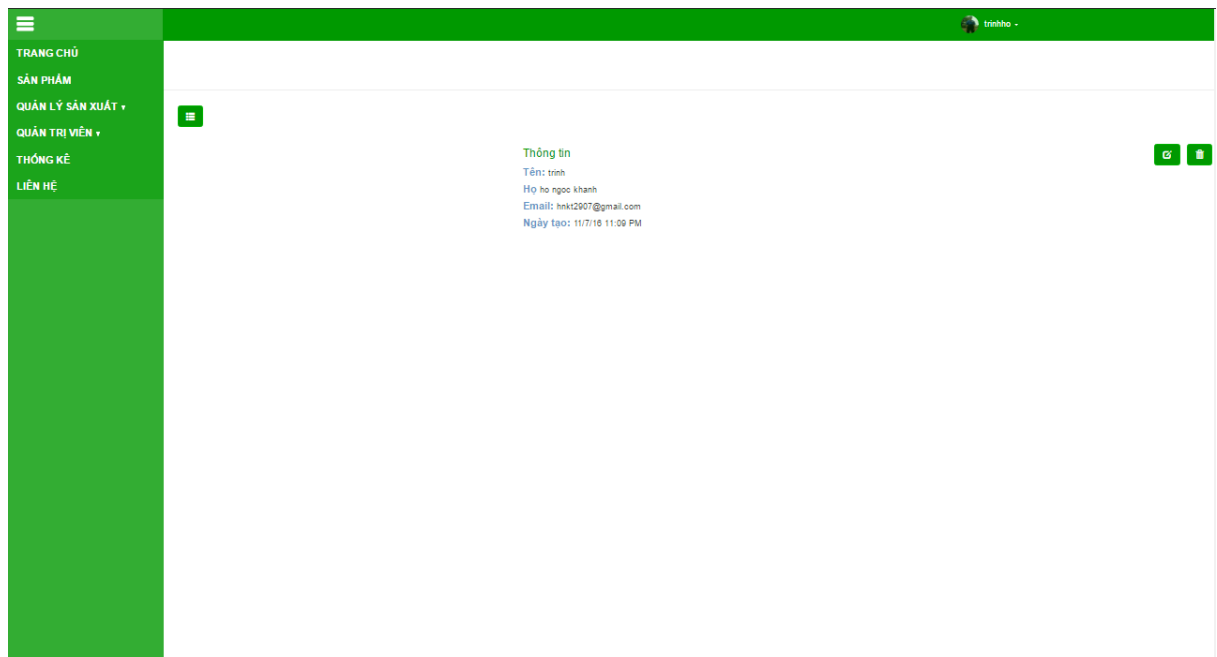 trinhho
TRANG CHỦ
SẢN PHẨM
QUẢN LÝ SẢN XUẤT
QUẢN TRỊ VIÊN
THỐNG KÊ
LIÊN HỆ
Thông tin
Tên: trinh
Họ ho ngoc khanh
Email: hnkt2907@gmail.com
Ngày tạo: 11/7/16 11:09 PM